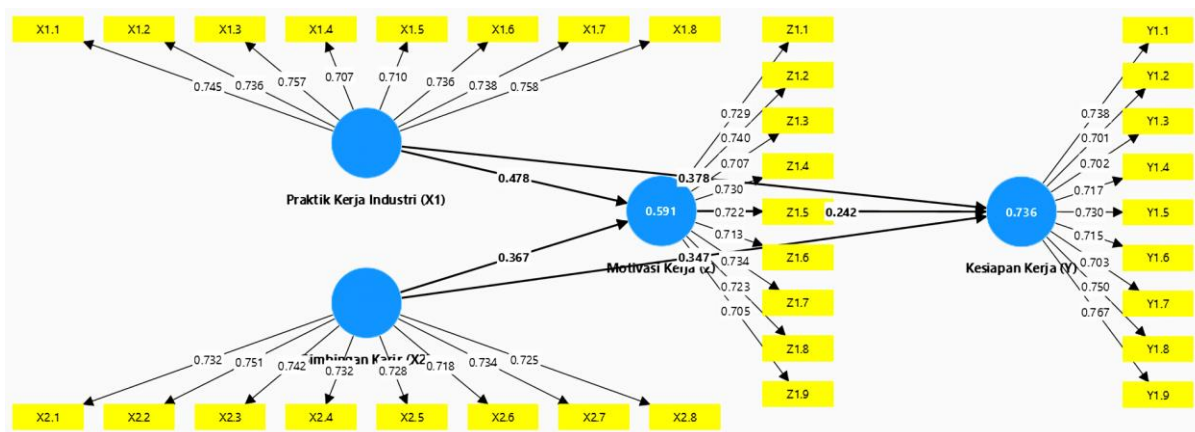 X1.1 X1.2 X1.3 X1.4 X1.5 X1.6 X1.7 X1.8
0.745 0.736 0.757 0.707 0.710 0.736 0.738 0.758
Praktik Kerja Industri (X1)
0.478
0.378
0.367
0.347
0.242
Z1.1
Z1.2
Z1.3
Z1.4
Z1.5
Z1.6
Z1.7
Z1.8
Z1.9
0.729
0.740
0.707
0.730
0.722
0.713
0.734
0.723
0.705
0.591
Motivasi Kerja (Z)
Y1.1
Y1.2
Y1.3
Y1.4
Y1.5
Y1.6
Y1.7
Y1.8
Y1.9
0.738
0.701
0.702
0.717
0.730
0.715
0.703
0.750
0.767
0.736
Kesiapan Kerja (Y)
imbingan Karir (X2
0.732 0.751 0.742 0.732 0.728 0.718 0.734 0.725
X2.1 X2.2 X2.3 X2.4 X2.5 X2.6 X2.7 X2.8